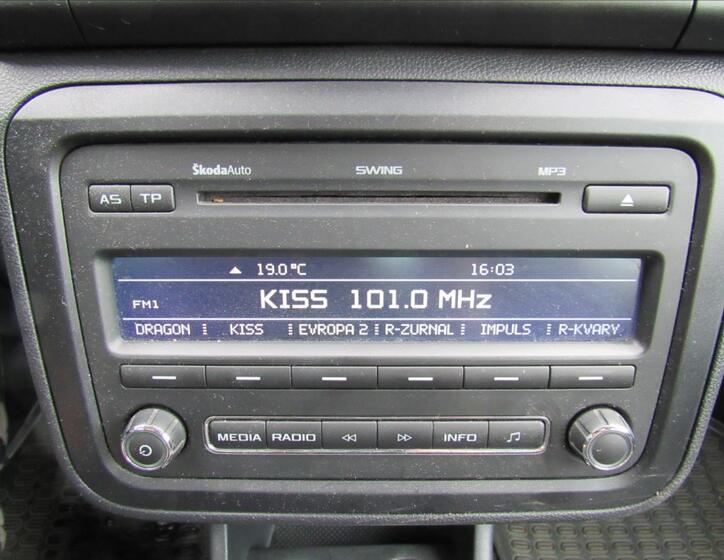 ŠkodaAuto SWING MP3
AS TP
19.0°C 16:03
FM1 KISS 101.0 MHz
DRAGON KISS EVROPA 2 R-ZURNAL IMPULS R-KVARY
MEDIA RADIO INFO